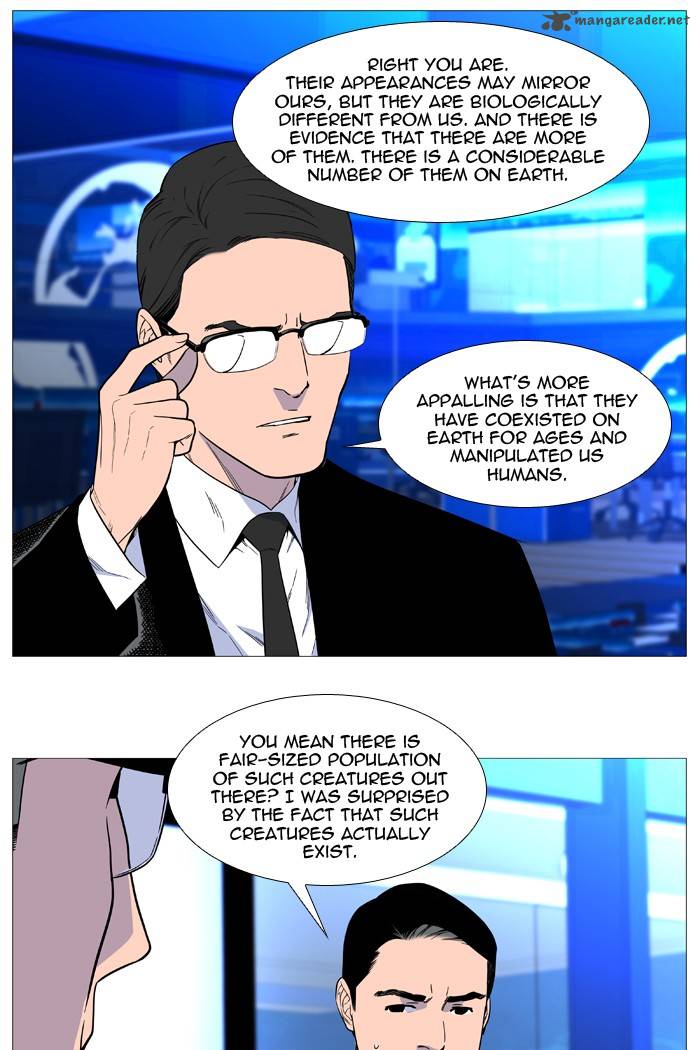 mangareader.net
RIGHT YOU ARE.
THEIR APPEARANCES MAY MIRROR
OURS, BUT THEY ARE BIOLOGICALLY
DIFFERENT FROM US. AND THERE IS
EVIDENCE THAT THERE ARE MORE
OF THEM. THERE IS A CONSIDERABLE
NUMBER OF THEM ON EARTH.
WHAT'S MORE
APPALLING IS THAT THEY
HAVE COEXISTED ON
EARTH FOR AGES AND
MANIPULATED US
HUMANS.
YOU MEAN THERE IS
FAIR-SIZED POPULATION
OF SUCH CREATURES OUT
THERE? I WAS SURPRISED
BY THE FACT THAT SUCH
CREATURES ACTUALLY
EXIST.